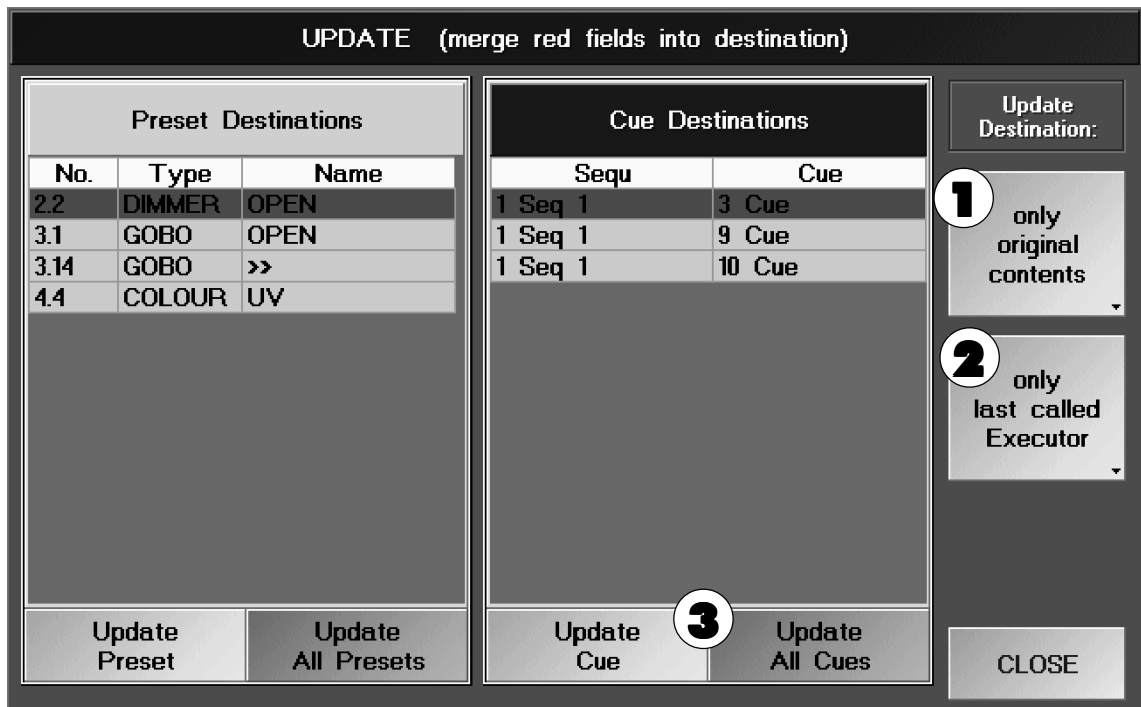 UPDATE (merge red fields into destination)
Preset Destinations
No. Type Name
2.2 DIMMER OPEN
3.1 GOBO OPEN
3.14 GOBO >>
4.4 COLOUR UV
Update
Preset
Update
All Presets
Cue Destinations
Sequ Cue
1 Seq 1 3 Cue
1 Seq 1 9 Cue
1 Seq 1 10 Cue
Update
Cue
3
Update
All Cues
Update
Destination:
1
only
original
contents
2
only
last called
Executor
CLOSE